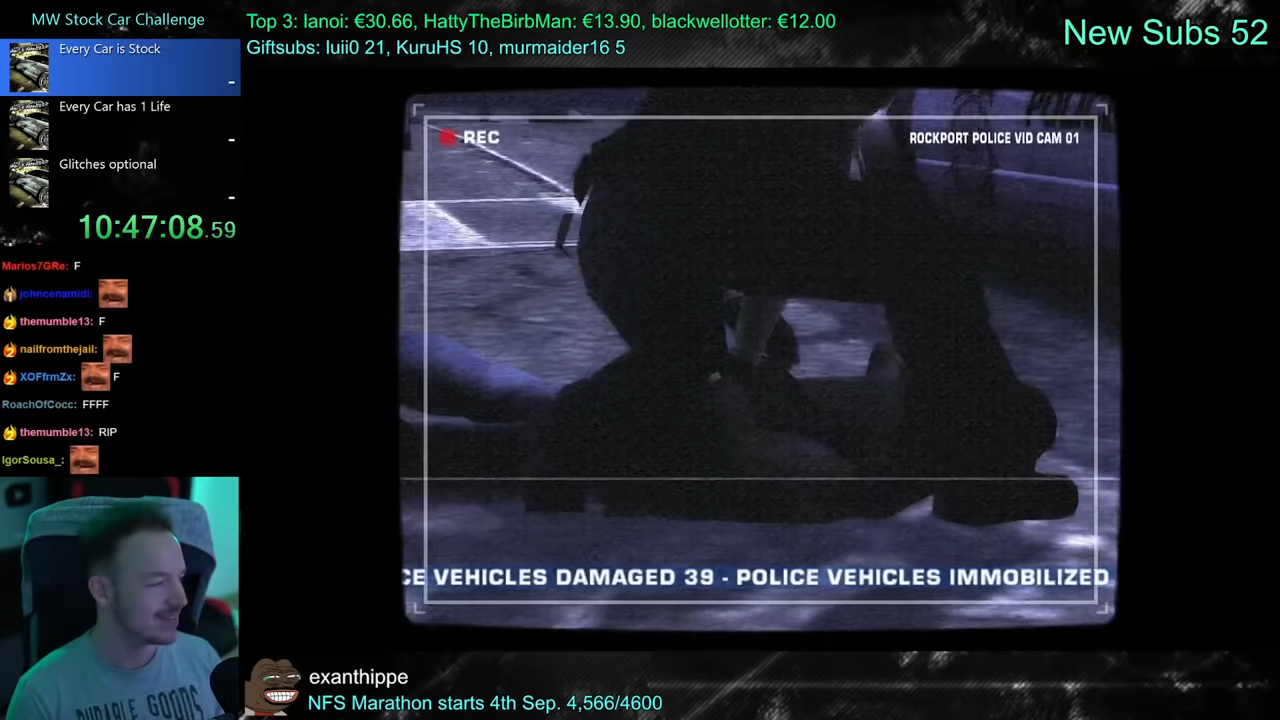 MW Stock Car Challenge
Every Car is Stock
-
Every Car has 1 Life
-
Glitches optional
-
10:47:08.59
Top 3: lanoi: €30.66, HattyTheBirbMan: €13.90, blackwellotter: €12.00
Giftsubs: luii0 21, KuruHS 10, murmaider16 5
New Subs 52
REC
ROCKPORT POLICE VID CAM 01
Marios7GRe: F
johncenamidi:
themumble13: F
nailfromthejail:
XOFfrmZx: F
RoachOfCocc: FFFF
themumble13: RIP
IgorSousa_:
CE VEHICLES DAMAGED 39 - POLICE VEHICLES IMMOBILIZED
DURABLE GOODS
exanthippe
NFS Marathon starts 4th Sep. 4,566/4600